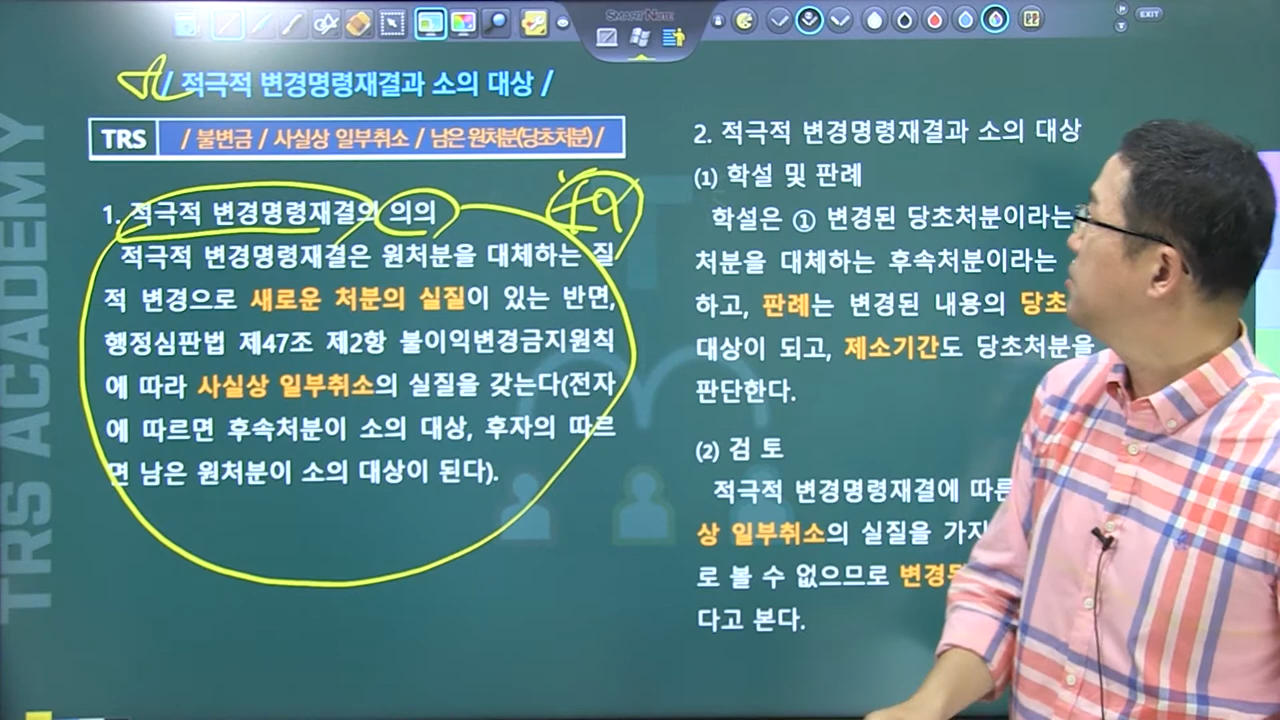 SMARTNOTE
EXIT
/ 적극적 변경명령재결과 소의 대상 /
TRS / 불변금 / 사실상 일부취소 / 남은 원처분(당초처분) /
1. 적극적 변경명령재결의 의의
적극적 변경명령재결은 원처분을 대체하는 질
적 변경으로 새로운 처분의 실질이 있는 반면,
행정심판법 제47조 제2항 불이익변경금지원칙
에 따라 사실상 일부취소의 실질을 갖는다(전자
에 따르면 후속처분이 소의 대상, 후자의 따르
면 남은 원처분이 소의 대상이 된다).
2. 적극적 변경명령재결과 소의 대상
(1) 학설 및 판례
학설은 ① 변경된 당초처분이라는
처분을 대체하는 후속처분이라는
하고, 판례는 변경된 내용의 당초
대상이 되고, 제소기간도 당초처분을
판단한다.
(2) 검 토
적극적 변경명령재결에 따른
상 일부취소의 실질을 가지
로 볼 수 없으므로 변경된
다고 본다.
TRS ACADEMY